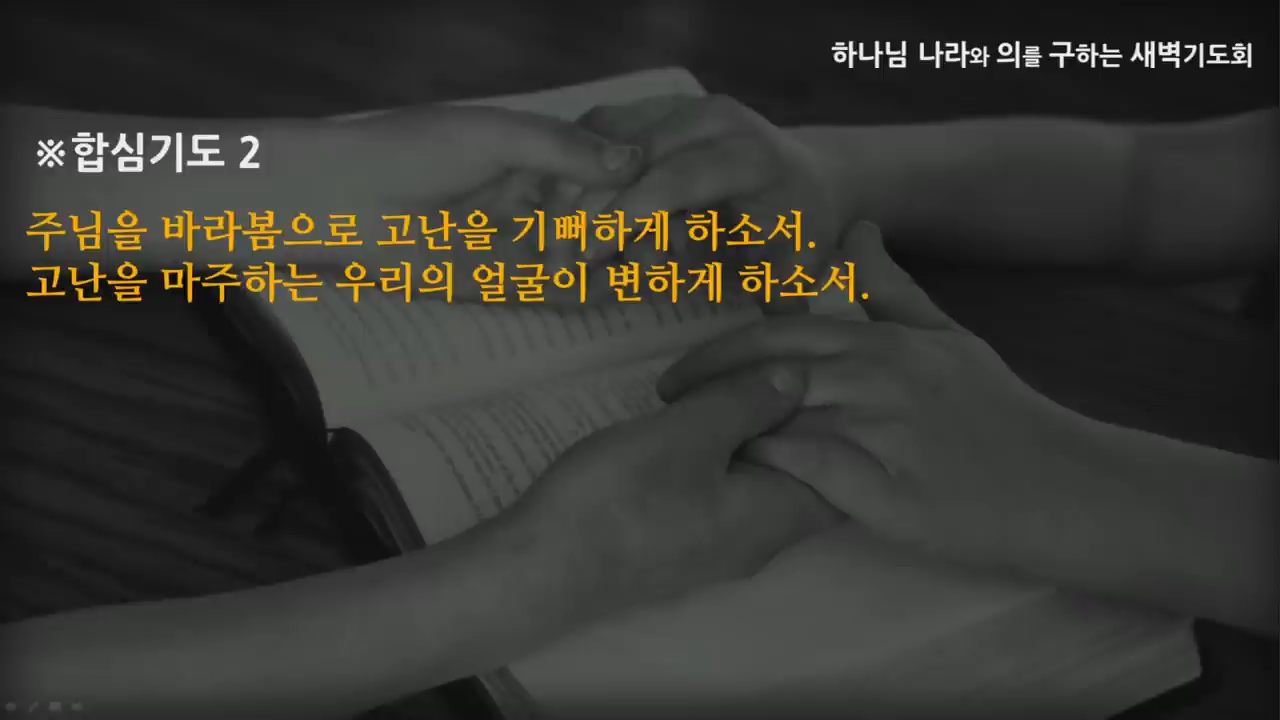 하나님 나라와 의를 구하는 새벽기도회
※합심기도 2
주님을 바라봄으로 고난을 기뻐하게 하소서.
고난을 마주하는 우리의 얼굴이 변하게 하소서.